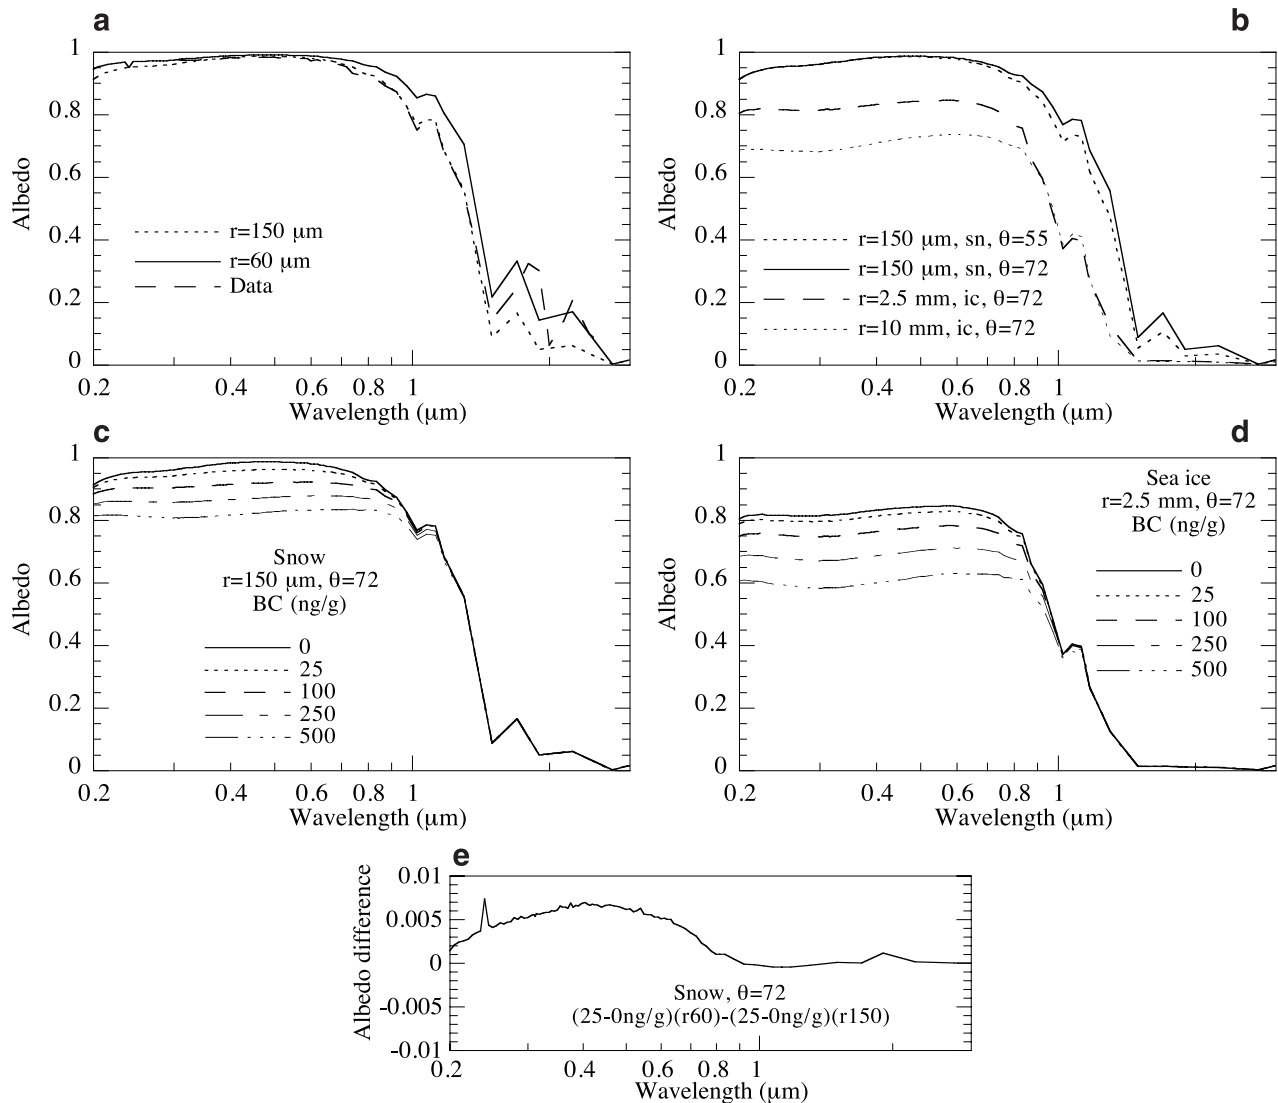 a
1
0.8
0.6
0.4
0.2
0
Albedo
r=150 μm
r=60 μm
Data
0.2
0.4
0.6
0.8
1
Wavelength (μm)
b
1
0.8
0.6
0.4
0.2
0
Albedo
r=150 μm, sn, θ=55
r=150 μm, sn, θ=72
r=2.5 mm, ic, θ=72
r=10 mm, ic, θ=72
0.2
0.4
0.6
0.8
1
Wavelength (μm)
c
1
0.8
0.6
0.4
0.2
0
Albedo
Snow
r=150 μm, θ=72
BC (ng/g)
0
25
100
250
500
0.2
0.4
0.6
0.8
1
Wavelength (μm)
d
1
0.8
0.6
0.4
0.2
0
Albedo
Sea ice
r=2.5 mm, θ=72
BC (ng/g)
0
25
100
250
500
0.2
0.4
0.6
0.8
1
Wavelength (μm)
e
0.01
0.005
0
-0.005
-0.01
Albedo difference
Snow, θ=72
(25-0ng/g)(r60)-(25-0ng/g)(r150)
0.2
0.4
0.6
0.8
1
Wavelength (μm)